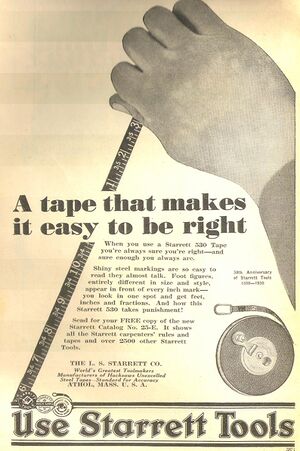 A tape that makes
it easy to be right
When you use a Starrett 530 Tape
you're always sure you're right—and
sure enough you always are.
Shiny steel markings are so easy to
read they almost talk. Foot figures,
entirely different in size and style,
appear in front of every inch mark—
you look in one spot and get feet,
inches and fractions. And how this
Starrett 530 takes punishment!
Send for your FREE copy of the new
Starrett Catalog No. 25-E. It shows
all the Starrett carpenters' rules and
tapes and over 2500 other Starrett
Tools.
50th Anniversary
of Starrett Tools
1880—1930
THE L. S. STARRETT CO.
World's Greatest Toolmakers
Manufacturers of Hacksaws Unexcelled
Steel Tapes—Standard for Accuracy
ATHOL, MASS. U. S. A.
Use Starrett Tools